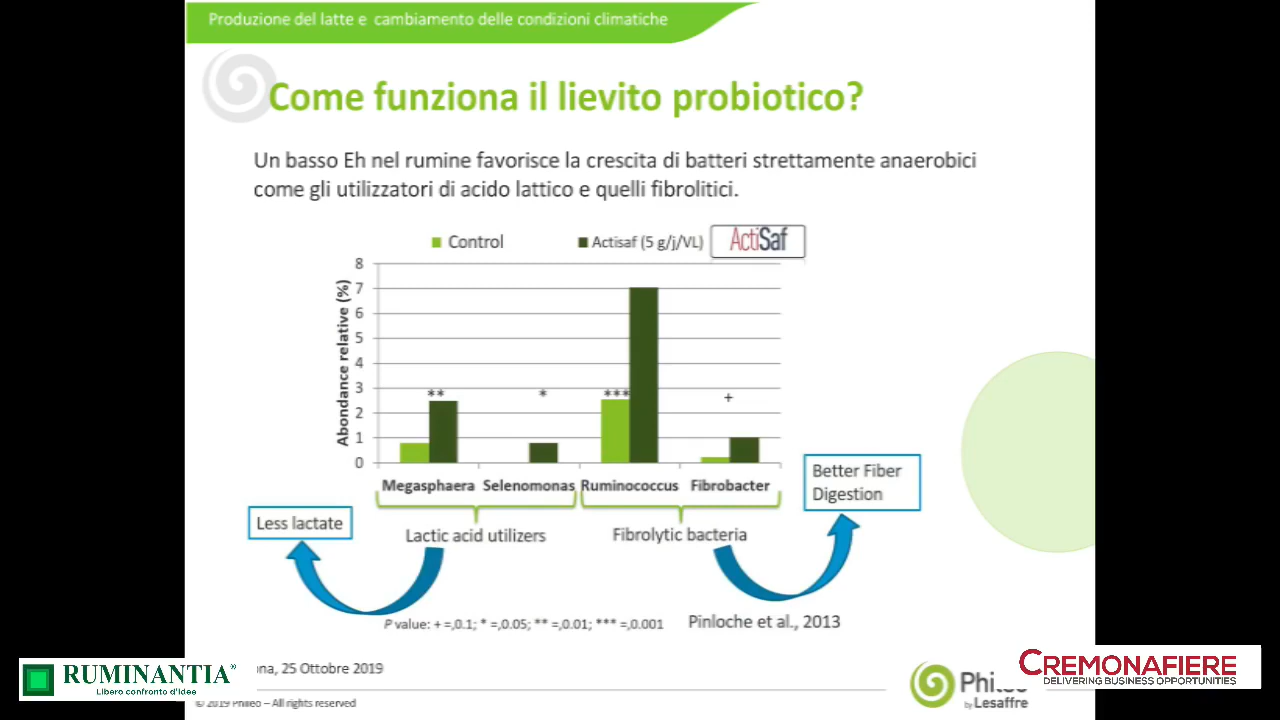 Produzione del latte e cambiamento delle condizioni climatiche
Come funziona il lievito probiotico?
Un basso Eh nel rumine favorisce la crescita di batteri strettamente anaerobici
come gli utilizzatori di acido lattico e quelli fibrolitici.
Control
Actisaf (5 g/j/VL)
ActiSaf
Abondance relative (%)
8
7
6
5
4
3
2
1
0
**
*
***
+
Megasphaera Selenomonas Ruminococcus Fibrobacter
Better Fiber
Digestion
Less lactate
Lactic acid utilizers
Fibrolytic bacteria
P value: + =,0.1; * =,0.05; ** =,0.01; *** =,0.001
Pinloche et al., 2013
RUMINANTIA®
Libero confronto d'Idee
25 Ottobre 2019
by Lesaffre
CREMONAFIERE
DELIVERING BUSINESS OPPORTUNITIES
© 2019 Phileo – All rights reserved